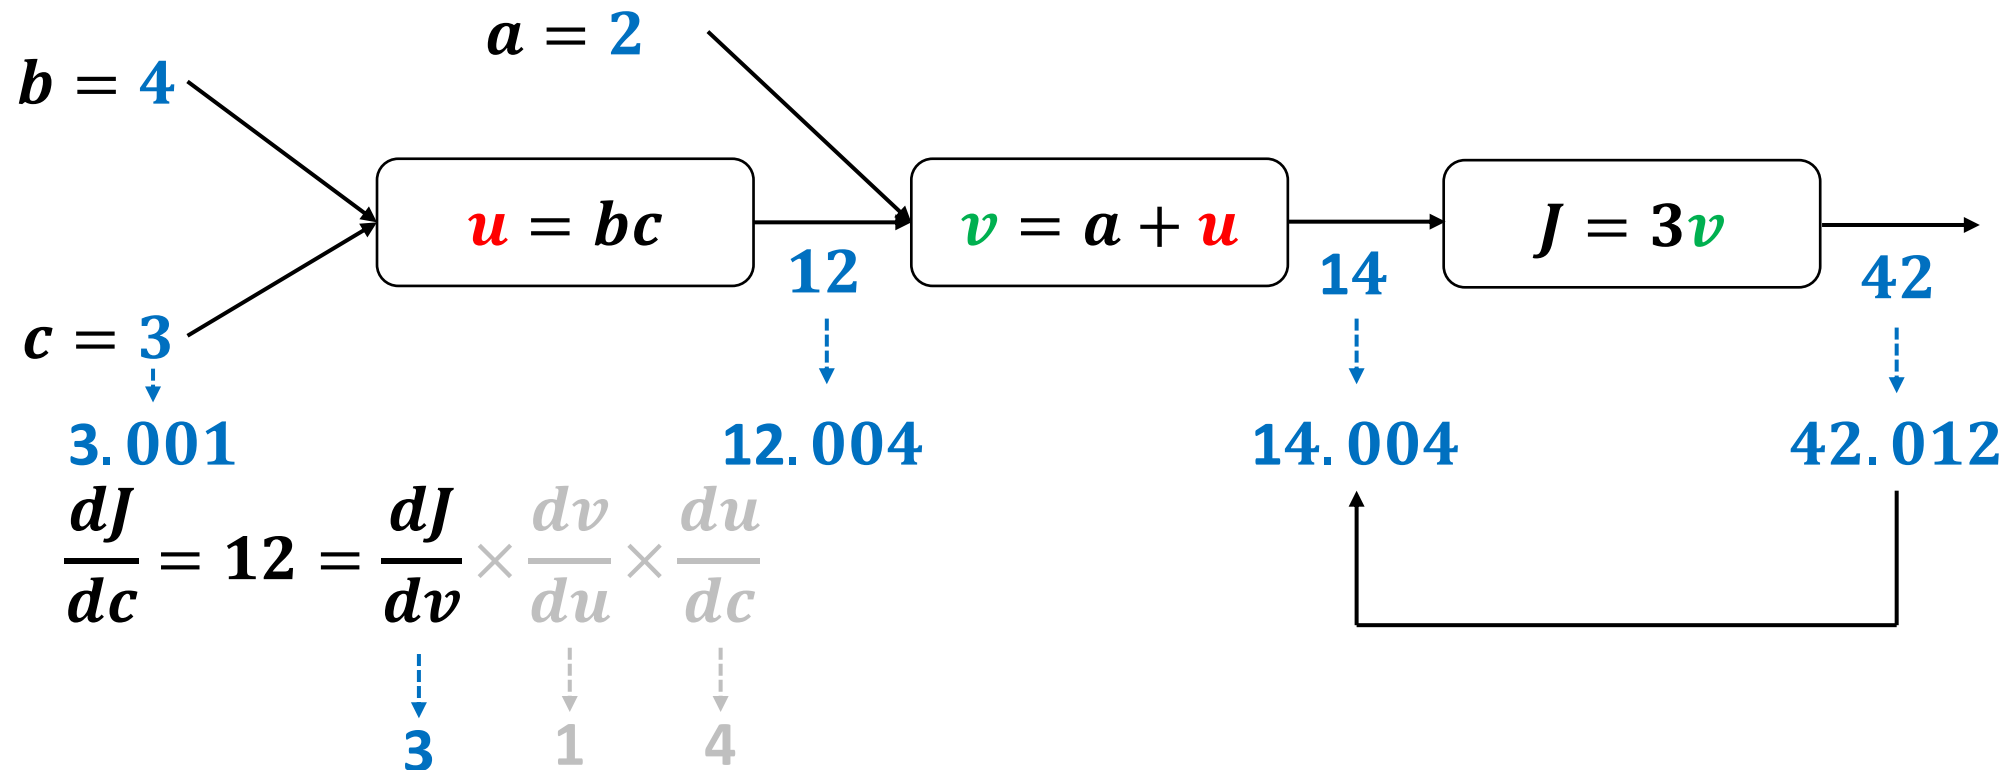 a = 2
b = 4
u = bc
v = a + u
J = 3v
12
14
42
c = 3
3.001
12.004
14.004
42.012
dJ/dc = 12 = dJ/dv × dv/du × du/dc
3
1
4